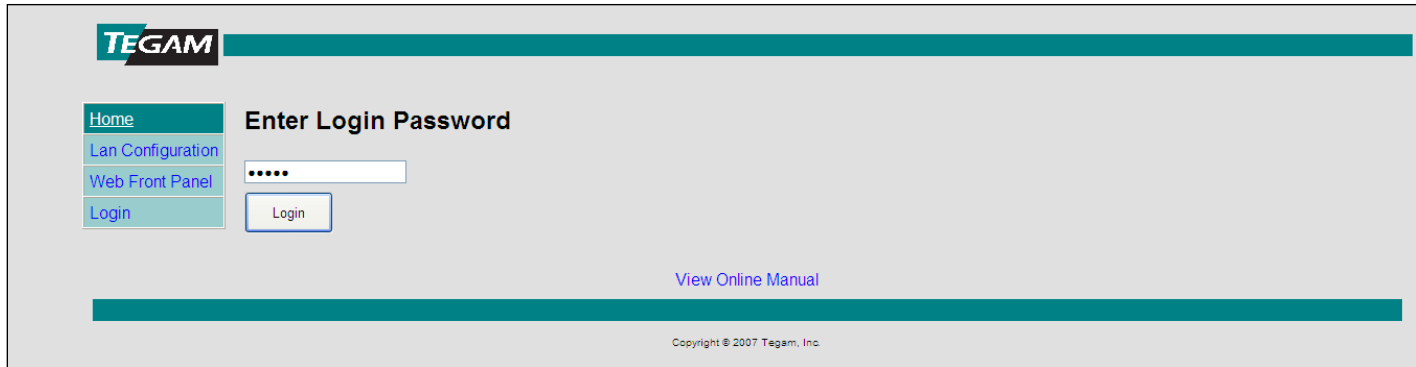 TEGAM
Home
Lan Configuration
Web Front Panel
Login
Enter Login Password
•••••
Login
View Online Manual
Copyright © 2007 Tegam, Inc.